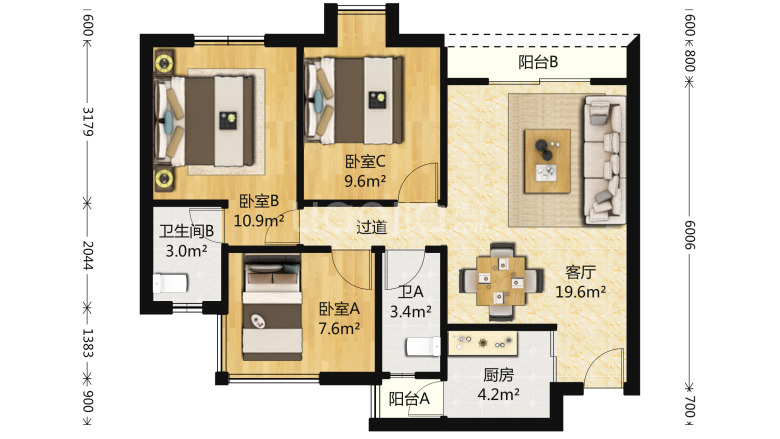 600
3179
2044
1383
900
600
800
6006
700
阳台B
卧室C
9.6m²
卧室B
10.9m²
过道
卫生间B
3.0m²
客厅
19.6m²
卫A
3.4m²
卧室A
7.6m²
厨房
4.2m²
阳台A